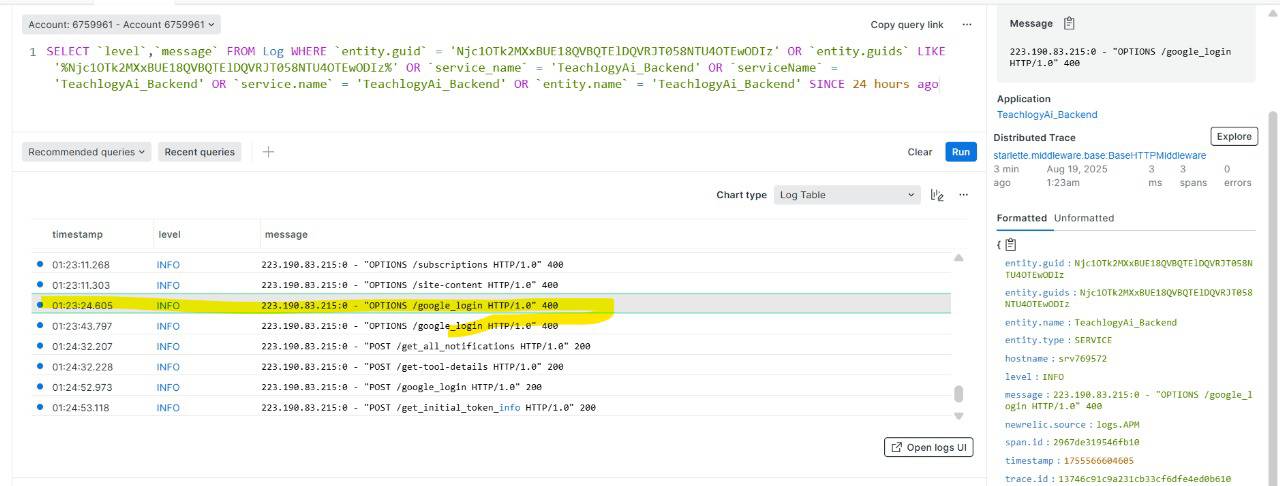 Account: 6759961 - Account 6759961
Copy query link
...
1 SELECT `level`,`message` FROM Log WHERE `entity.guid` = 'Njc1OTk2MXxBUE18QVBQTElDQVRJT058NTU4OTEwODIz' OR `entity.guids` LIKE
'%Njc1OTk2MXxBUE18QVBQTElDQVRJT058NTU4OTEwODIz%' OR `service_name` = 'TeachlogyAi_Backend' OR `serviceName` =
'TeachlogyAi_Backend' OR `service.name` = 'TeachlogyAi_Backend' OR `entity.name` = 'TeachlogyAi_Backend' SINCE 24 hours ago
Recommended queries
Recent queries
+
Clear
Run
Chart type
Log Table
...
timestamp level message
01:23:11.268 INFO 223.190.83.215:0 - "OPTIONS /subscriptions HTTP/1.0" 400
01:23:11.303 INFO 223.190.83.215:0 - "OPTIONS /site-content HTTP/1.0" 400
01:23:24.605 INFO 223.190.83.215:0 - "OPTIONS /google_login HTTP/1.0" 400
01:23:43.797 INFO 223.190.83.215:0 - "OPTIONS /google_login HTTP/1.0" 400
01:24:32.207 INFO 223.190.83.215:0 - "POST /get_all_notifications HTTP/1.0" 200
01:24:32.228 INFO 223.190.83.215:0 - "POST /get-tool-details HTTP/1.0" 200
01:24:52.973 INFO 223.190.83.215:0 - "POST /google_login HTTP/1.0" 200
01:24:53.118 INFO 223.190.83.215:0 - "POST /get_initial_token_info HTTP/1.0" 200
Open logs UI
Message
223.190.83.215:0 - "OPTIONS /google_login
HTTP/1.0" 400
Application
TeachlogyAi_Backend
Distributed Trace
Explore
starlette.middleware.base:BaseHTTPMiddleware
3 min Aug 19, 2025 3 3 0
ago 1:23am ms spans errors
Formatted Unformatted
{
entity.guid : Njc1OTk2MXxBUE18QVBQTElDQVRJT058N
TU4OTEwODIz
entity.guids : Njc1OTk2MXxBUE18QVBQTElDQVRJT058
NTU4OTEwODIz
entity.name : TeachlogyAi_Backend
entity.type : SERVICE
hostname : srv769572
level : INFO
message : 223.190.83.215:0 - "OPTIONS /google_l
ogin HTTP/1.0" 400
newrelic.source : logs.APM
span.id : 2967de319546fb10
timestamp : 1755566604605
trace.id : 13746c91c9a231cb33cf6dfe4ed0b610